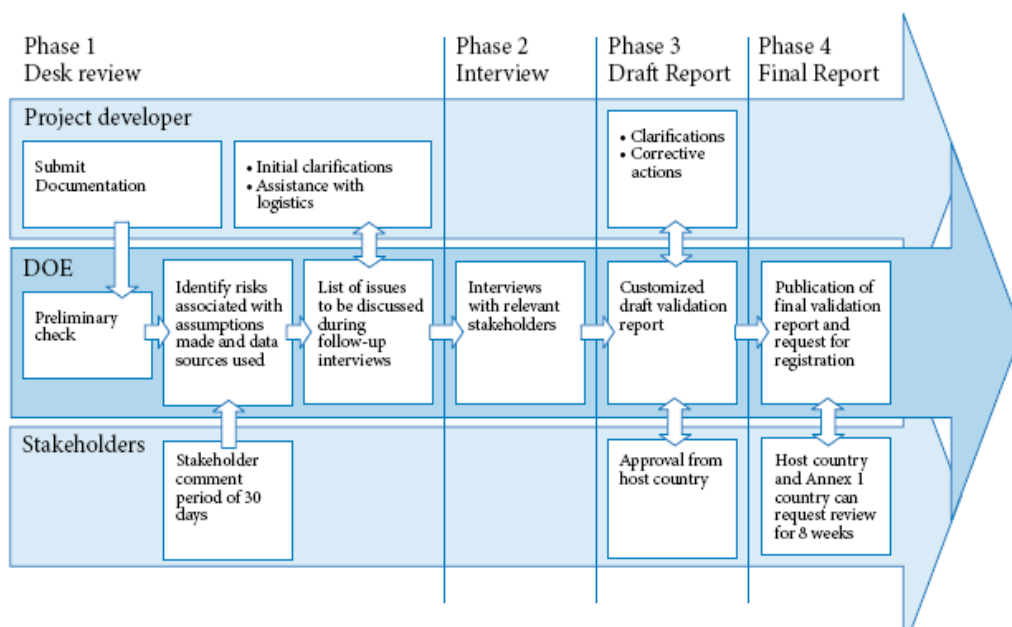 Phase 1
Desk review
Phase 2
Interview
Phase 3
Draft Report
Phase 4
Final Report
Project developer
Submit
Documentation
• Initial clarifications
• Assistance with
logistics
• Clarifications
• Corrective
actions
DOE
Preliminary
check
Identify risks
associated with
assumptions
made and data
sources used
List of issues
to be discussed
during
follow-up
interviews
Interviews
with relevant
stakeholders
Customized
draft validation
report
Publication of
final validation
report and
request for
registration
Stakeholders
Stakeholder
comment
period of 30
days
Approval from
host country
Host country
and Annex 1
country can
request review
for 8 weeks